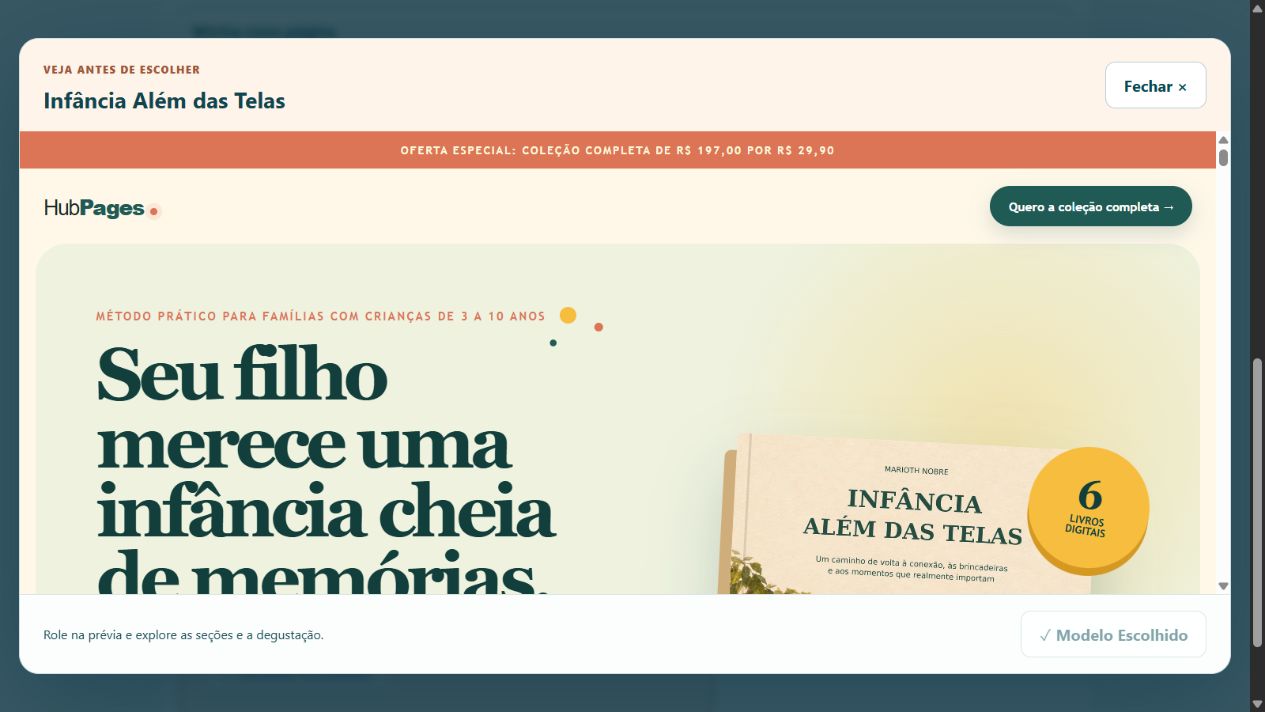 VEJA ANTES DE ESCOLHER
Infância Além das Telas
Fechar ×
OFERTA ESPECIAL: COLEÇÃO COMPLETA DE R$ 197,00 POR R$ 29,90
HubPages
Quero a coleção completa →
MÉTODO PRÁTICO PARA FAMÍLIAS COM CRIANÇAS DE 3 A 10 ANOS
Seu filho
merece uma
infância cheia
de memórias.
MARIOTH NOBRE
INFÂNCIA
ALÉM DAS TELAS
Um caminho de volta à conexão, às brincadeiras
e aos momentos que realmente importam
6
LIVROS
DIGITAIS
Role na prévia e explore as seções e a degustação.
✓ Modelo Escolhido